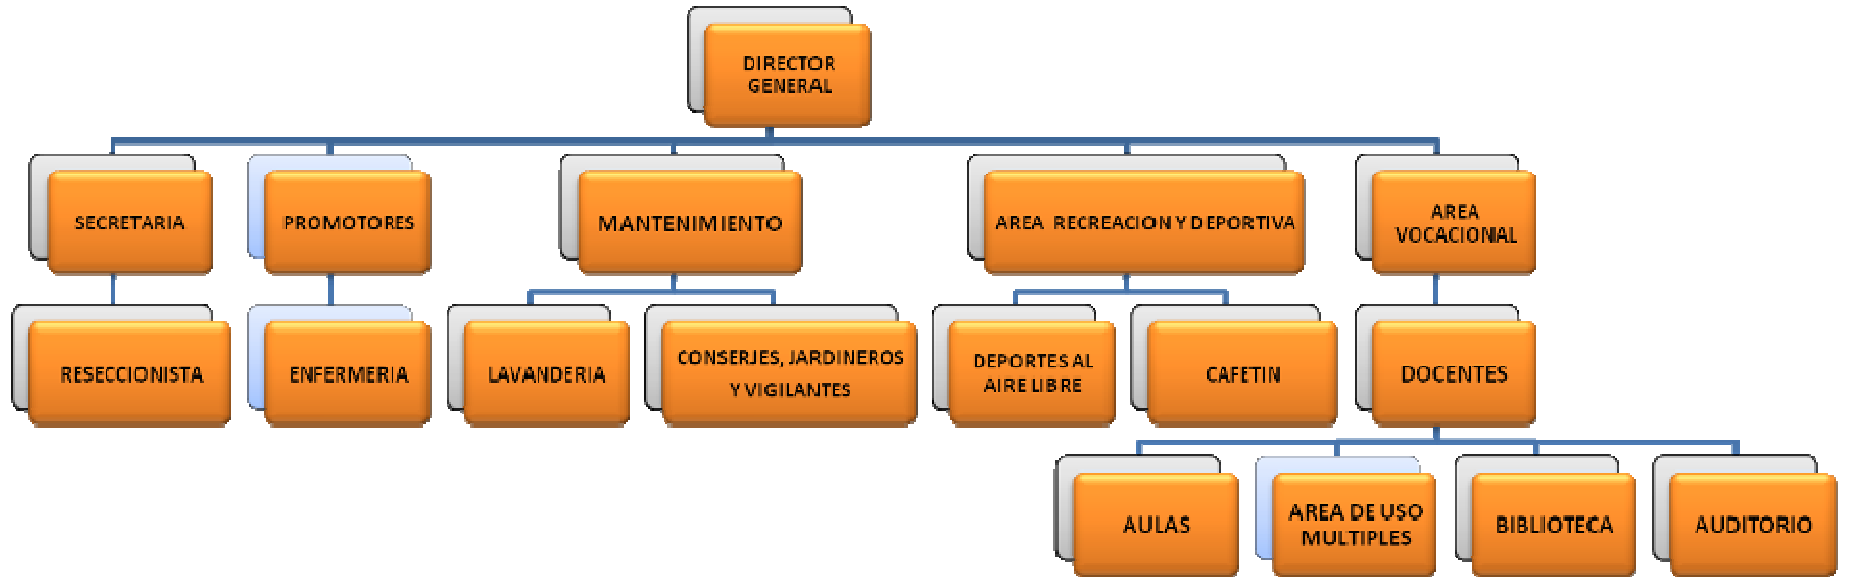 DIRECTOR
GENERAL
SECRETARIA
PROMOTORES
MANTENIMIENTO
AREA RECREACION Y DEPORTIVA
AREA
VOCACIONAL
RESECCIONISTA
ENFERMERIA
LAVANDERIA
CONSERJES, JARDINEROS
Y VIGILANTES
DEPORTES AL
AIRE LIBRE
CAFETIN
DOCENTES
AULAS
AREA DE USO
MULTIPLES
BIBLIOTECA
AUDITORIO